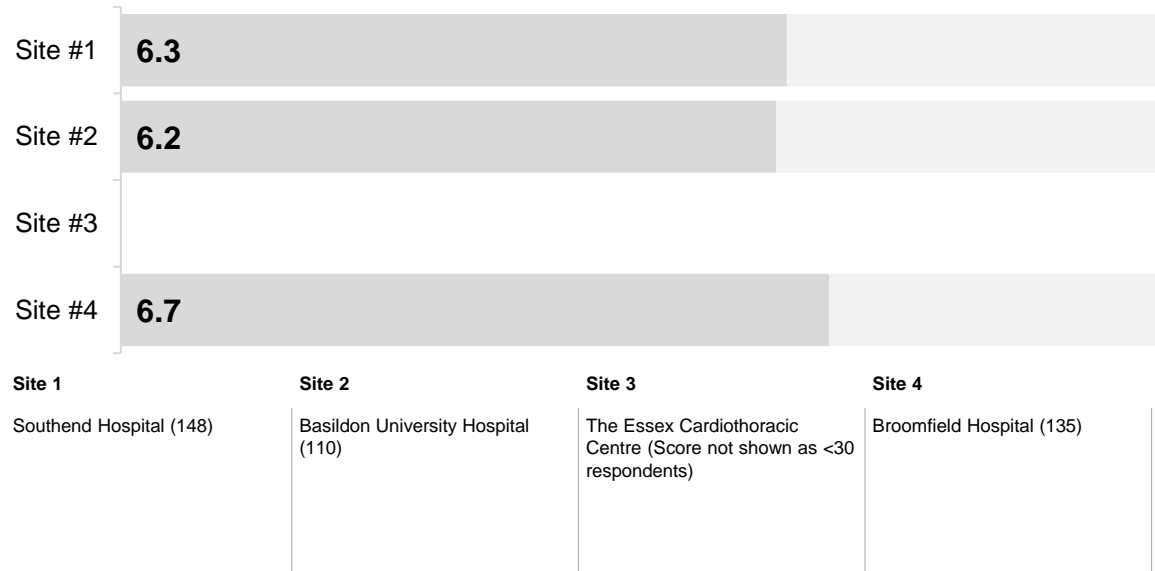 Site #1 6.3
Site #2 6.2
Site #3
Site #4 6.7
Site 1 Site 2 Site 3 Site 4
Southend Hospital (148)
Basildon University Hospital
(110)
The Essex Cardiothoracic
Centre (Score not shown as <30
respondents)
Broomfield Hospital (135)